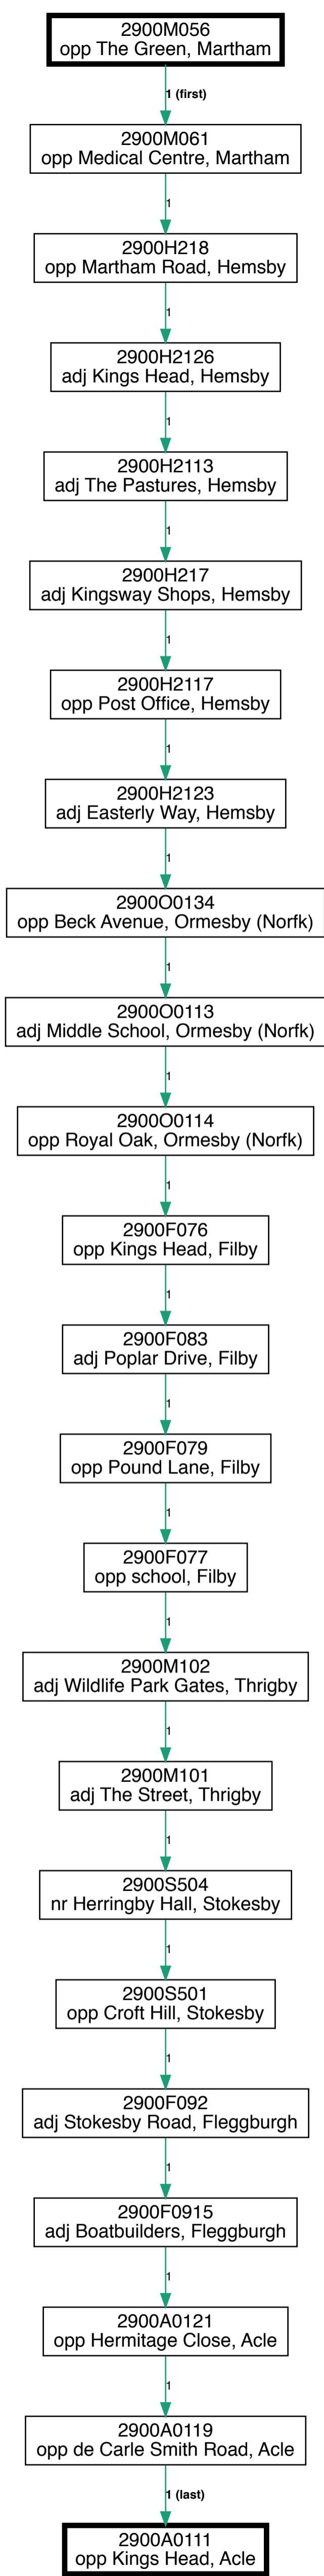 2900M056
opp The Green, Martham
1 (first)
2900M061
opp Medical Centre, Martham
1
2900H218
opp Martham Road, Hemsby
1
2900H2126
adj Kings Head, Hemsby
1
2900H2113
adj The Pastures, Hemsby
1
2900H217
adj Kingsway Shops, Hemsby
1
2900H2117
opp Post Office, Hemsby
1
2900H2123
adj Easterly Way, Hemsby
1
2900O0134
opp Beck Avenue, Ormesby (Norfk)
1
2900O0113
adj Middle School, Ormesby (Norfk)
1
2900O0114
opp Royal Oak, Ormesby (Norfk)
1
2900F076
opp Kings Head, Filby
1
2900F083
adj Poplar Drive, Filby
1
2900F079
opp Pound Lane, Filby
1
2900F077
opp school, Filby
1
2900M102
adj Wildlife Park Gates, Thrigby
1
2900M101
adj The Street, Thrigby
1
2900S504
nr Herringby Hall, Stokesby
1
2900S501
opp Croft Hill, Stokesby
1
2900F092
adj Stokesby Road, Fleggburgh
1
2900F0915
adj Boatbuilders, Fleggburgh
1
2900A0121
opp Hermitage Close, Acle
1
2900A0119
opp de Carle Smith Road, Acle
1 (last)
2900A0111
opp Kings Head, Acle